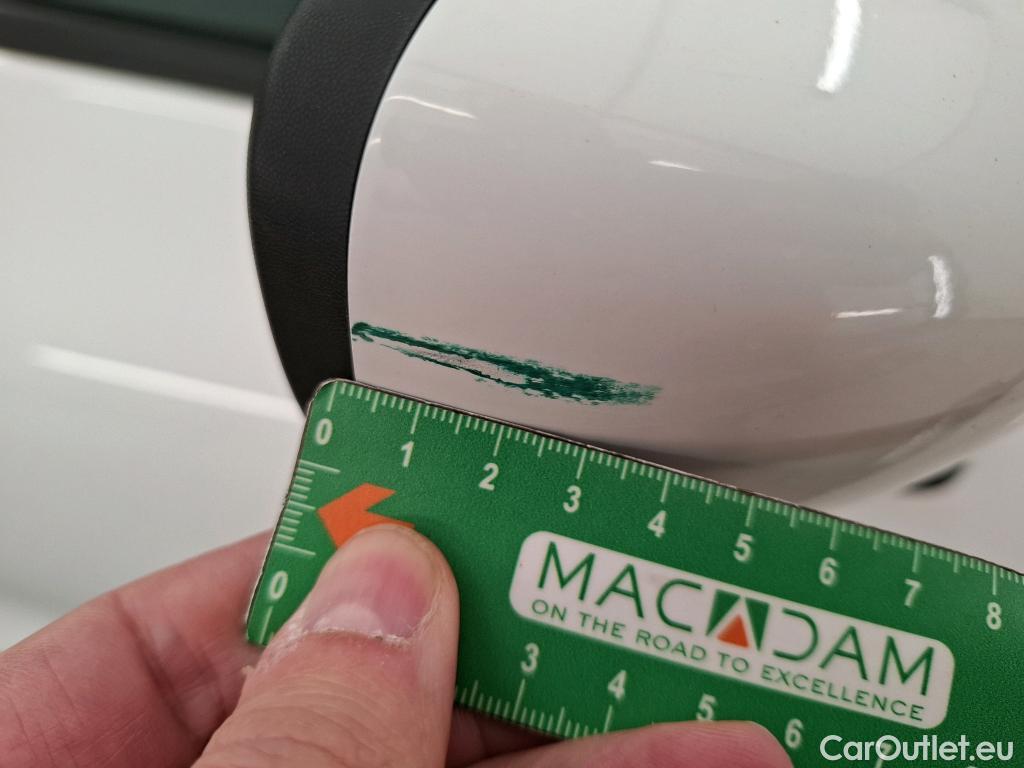 0 1 2 3 4 5 6 7 8
0
MACADAM
ON THE ROAD TO EXCELLENCE
3 4 5 6 7
CarOutlet.eu